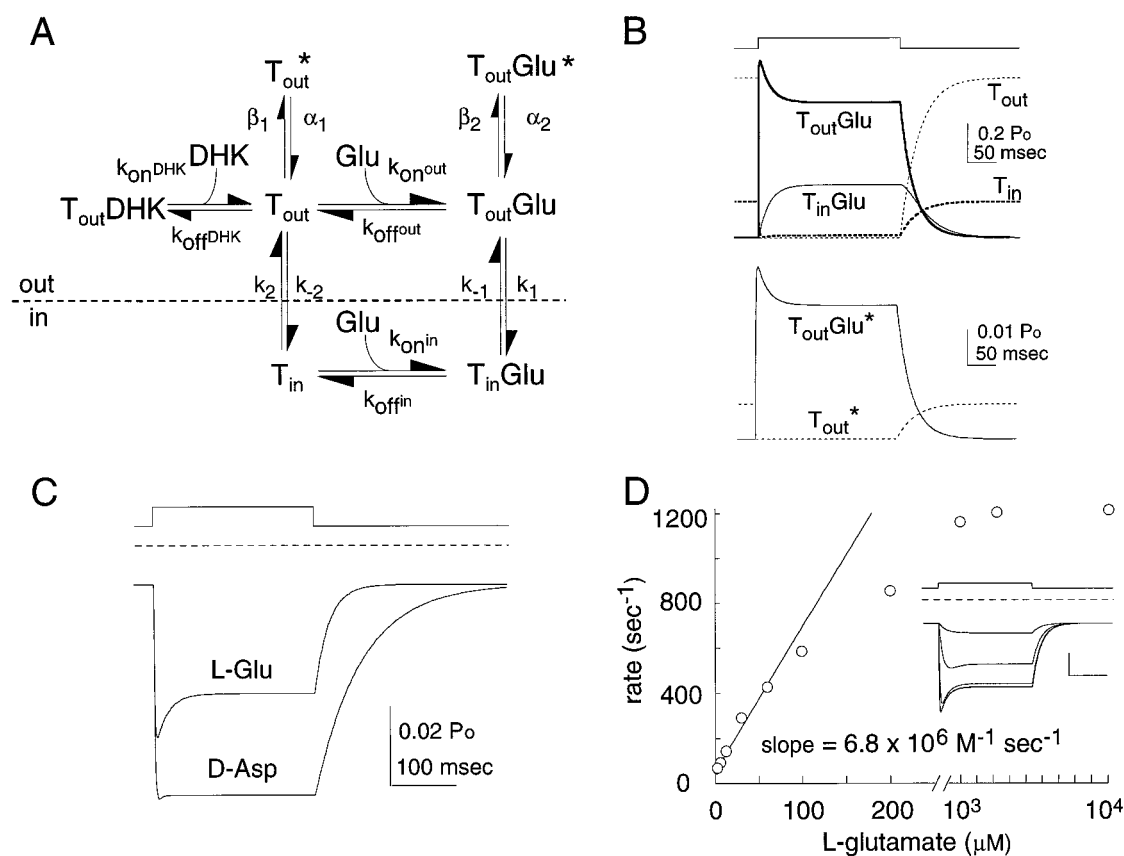 A
T_out*
T_outGlu*
β₁ α₁
β₂ α₂
k_on^DHK DHK
Glu k_on^out
T_outDHK T_out T_outGlu
k_off^DHK
k_off^out
k₂ k₋₂
k₋₁ k₁
out
in
Glu
k_on^in
T_in T_inGlu
k_off^in
B
T_out
T_outGlu
0.2 Po
50 msec
T_in
T_inGlu
T_outGlu*
0.01 Po
50 msec
T_out*
C
L-Glu
0.02 Po
100 msec
D-Asp
D
rate (sec⁻¹)
1200
800
400
0
slope = 6.8 x 10⁶ M⁻¹ sec⁻¹
0 100 200 10³ 10⁴
L-glutamate (μM)